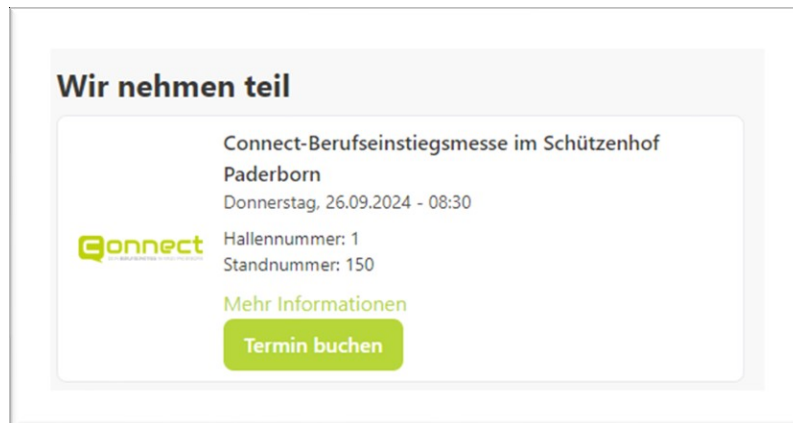 Wir nehmen teil
Connect-Berufseinstiegsmesse im Schützenhof
Paderborn
Donnerstag, 26.09.2024 - 08:30
connect
Hallennummer: 1
Standnummer: 150
Mehr Informationen
Termin buchen